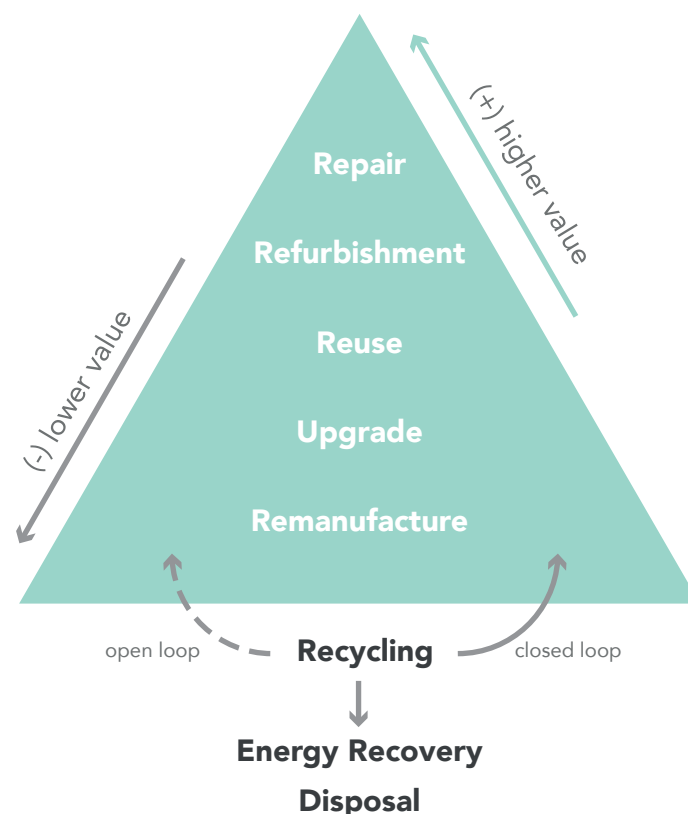 (+) higher value
Repair
Refurbishment
Reuse
(-) lower value
Upgrade
Remanufacture
open loop
Recycling
closed loop
Energy Recovery
Disposal